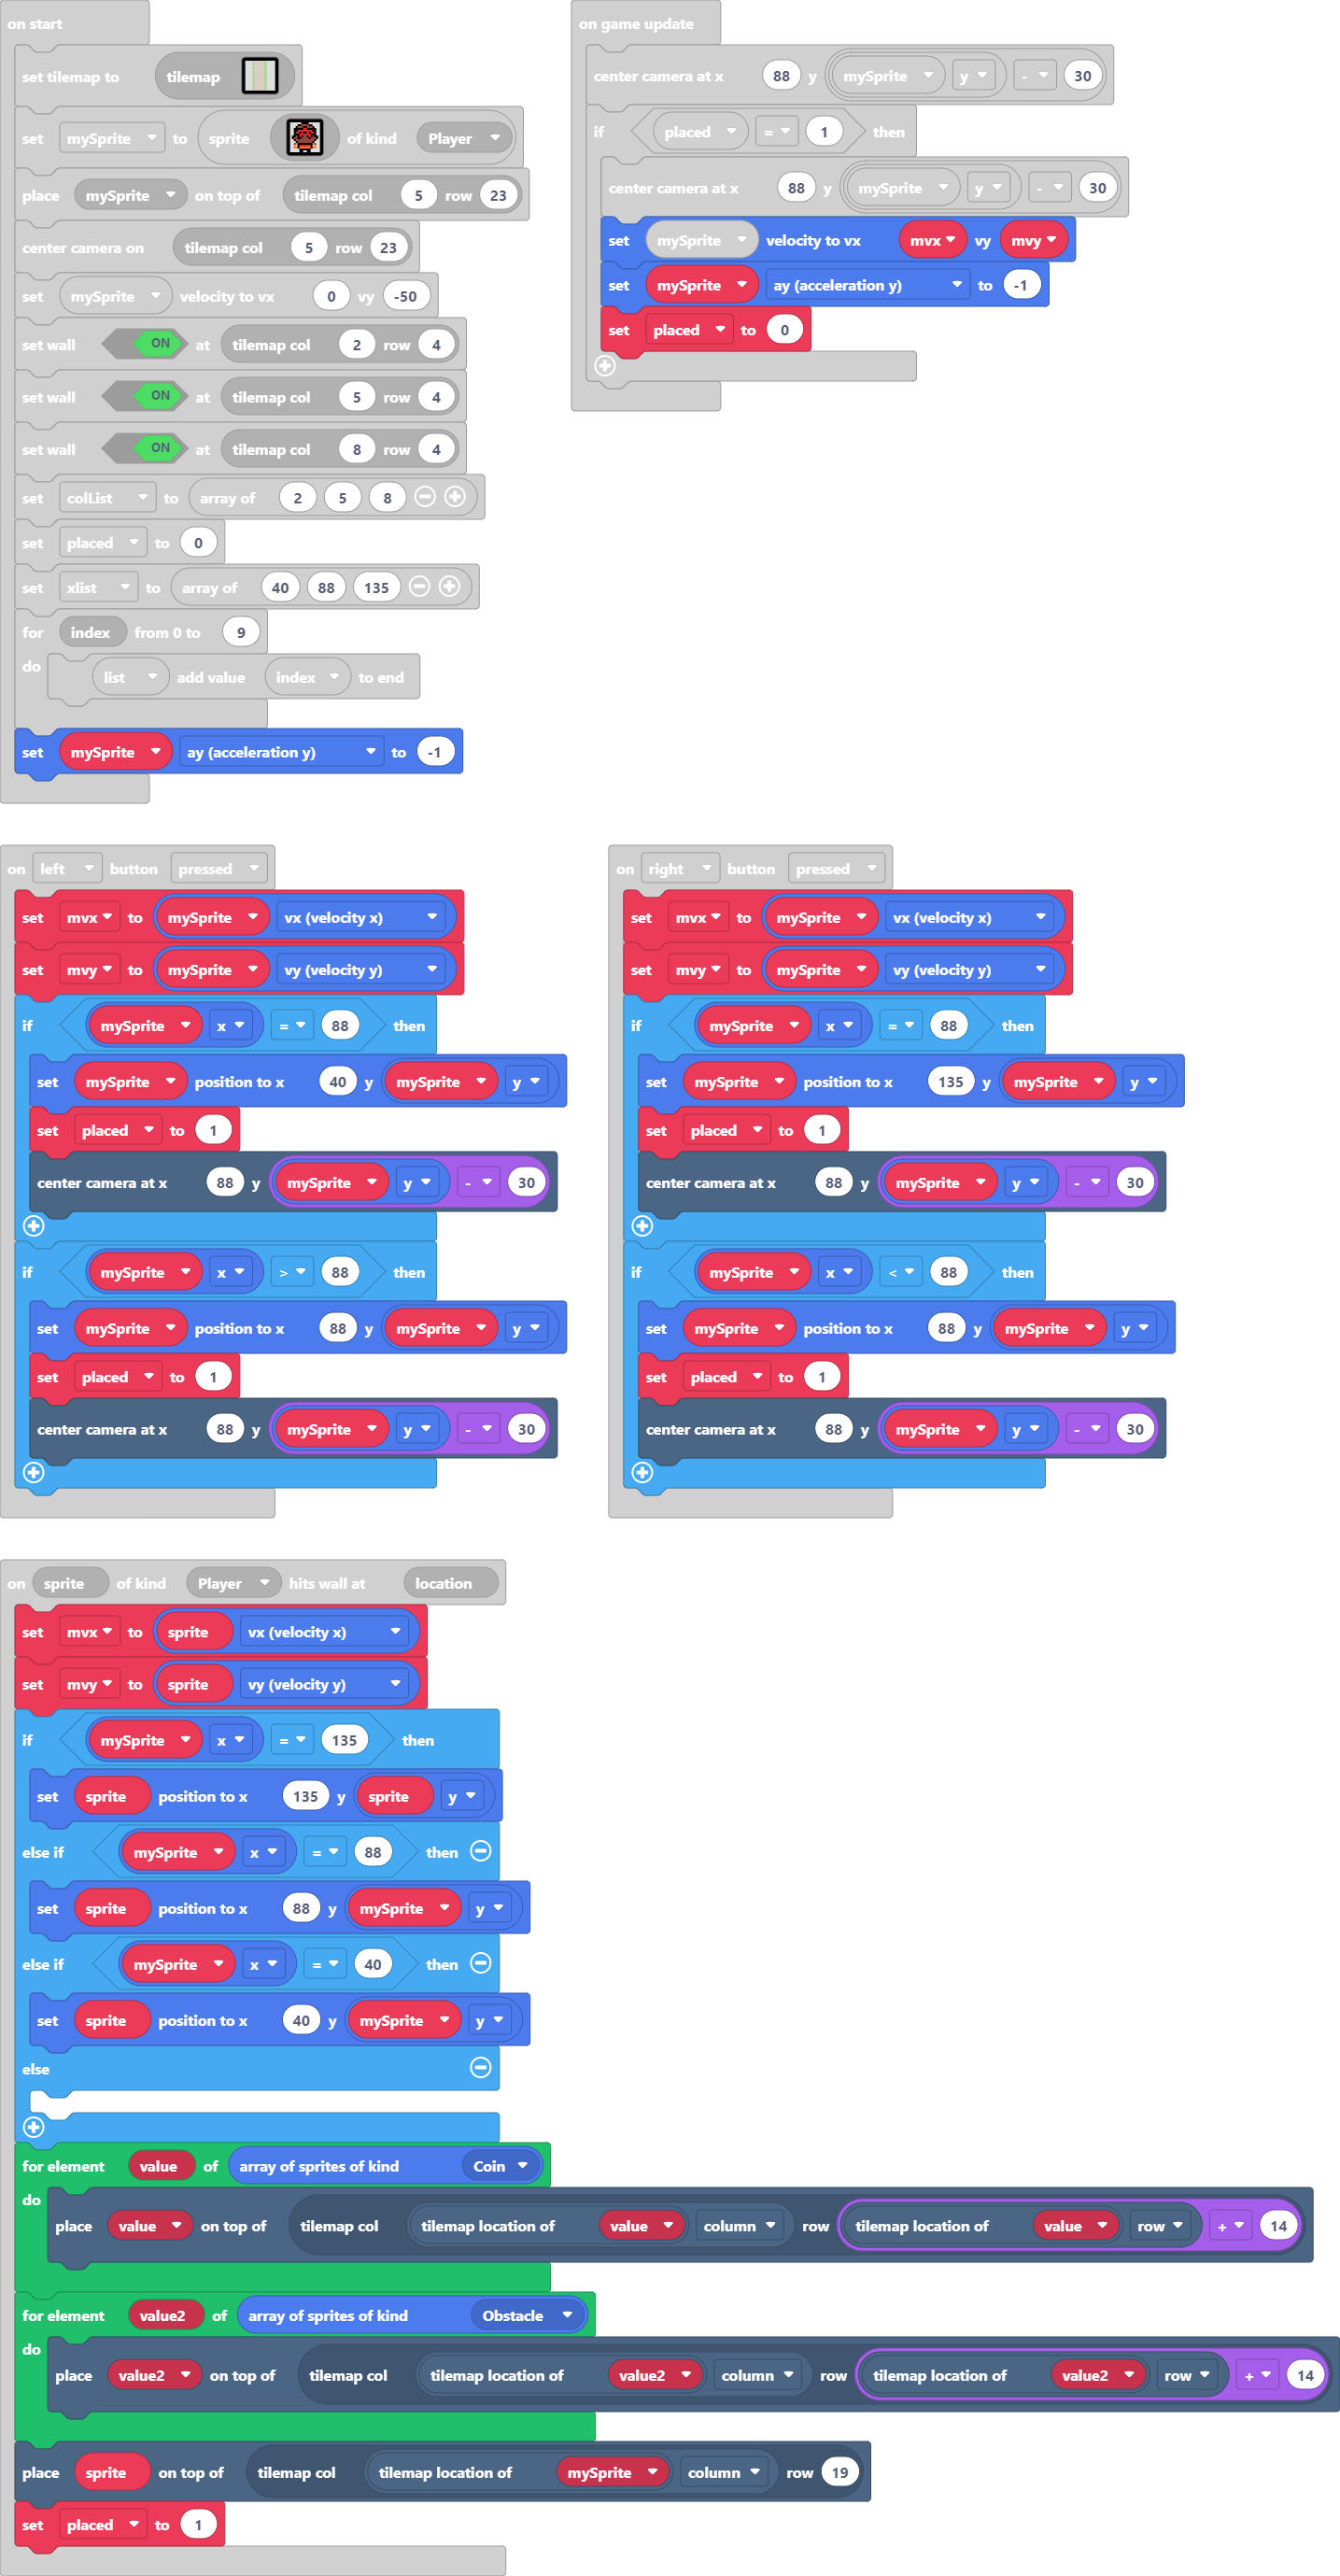 on start
set tilemap to tilemap
set mySprite to sprite of kind Player
place mySprite on top of tilemap col 5 row 23
center camera on tilemap col 5 row 23
set mySprite velocity to vx 0 vy -50
set wall ON at tilemap col 2 row 4
set wall ON at tilemap col 5 row 4
set wall ON at tilemap col 8 row 4
set colList to array of 2 5 8
set placed to 0
set xlist to array of 40 88 135
for index from 0 to 9
do list add value index to end
set mySprite ay (acceleration y) to -1
on game update
center camera at x 88 y mySprite y - 30
if placed = 1 then
center camera at x 88 y mySprite y - 30
set mySprite velocity to vx mvx vy mvy
set mySprite ay (acceleration y) to -1
set placed to 0
on left button pressed
set mvx to mySprite vx (velocity x)
set mvy to mySprite vy (velocity y)
if mySprite x = 88 then
set mySprite position to x 40 y mySprite y
set placed to 1
center camera at x 88 y mySprite y - 30
if mySprite x > 88 then
set mySprite position to x 88 y mySprite y
set placed to 1
center camera at x 88 y mySprite y - 30
on right button pressed
set mvx to mySprite vx (velocity x)
set mvy to mySprite vy (velocity y)
if mySprite x = 88 then
set mySprite position to x 135 y mySprite y
set placed to 1
center camera at x 88 y mySprite y - 30
if mySprite x < 88 then
set mySprite position to x 88 y mySprite y
set placed to 1
center camera at x 88 y mySprite y - 30
on sprite of kind Player hits wall at location
set mvx to sprite vx (velocity x)
set mvy to sprite vy (velocity y)
if mySprite x = 135 then
set sprite position to x 135 y sprite y
else if mySprite x = 88 then
set sprite position to x 88 y mySprite y
else if mySprite x = 40 then
set sprite position to x 40 y mySprite y
else
for element value of array of sprites of kind Coin
do
place value on top of tilemap col tilemap location of value column row tilemap location of value row + 14
for element value2 of array of sprites of kind Obstacle
do
place value2 on top of tilemap col tilemap location of value2 column row tilemap location of value2 row + 14
place sprite on top of tilemap col tilemap location of mySprite column row 19
set placed to 1